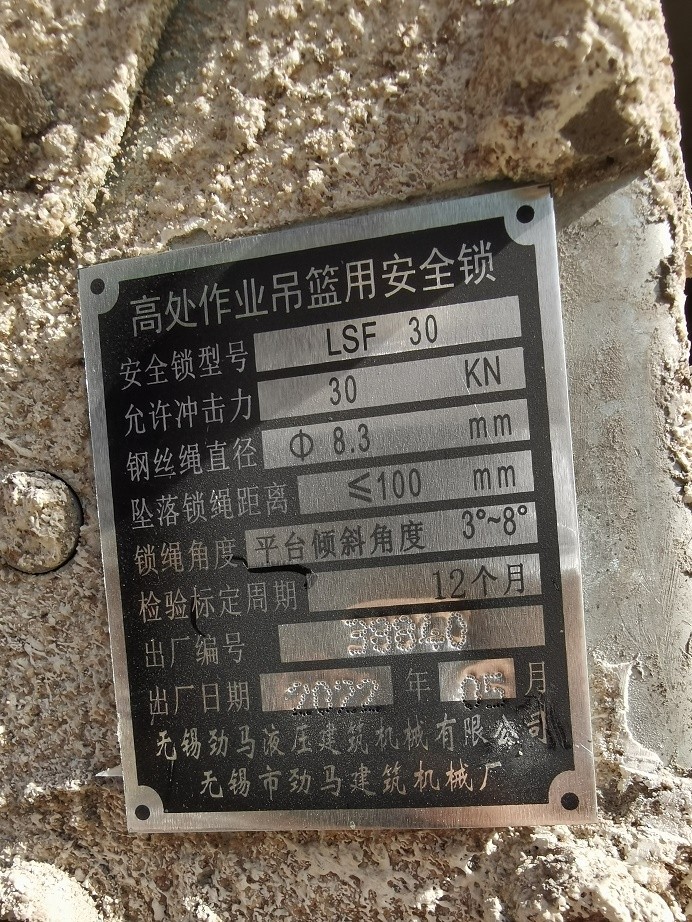 高处作业吊篮用安全锁
安全锁型号 LSF 30
允许冲击力 30 KN
钢丝绳直径 Φ 8.3 mm
坠落锁绳距离 ≤100 mm
锁绳角度 平台倾斜角度 3°~8°
检验标定周期 12个月
出厂编号 39840
出厂日期 2022 年 05 月
无锡劲马液压建筑机械有限公司
无锡市劲马建筑机械厂